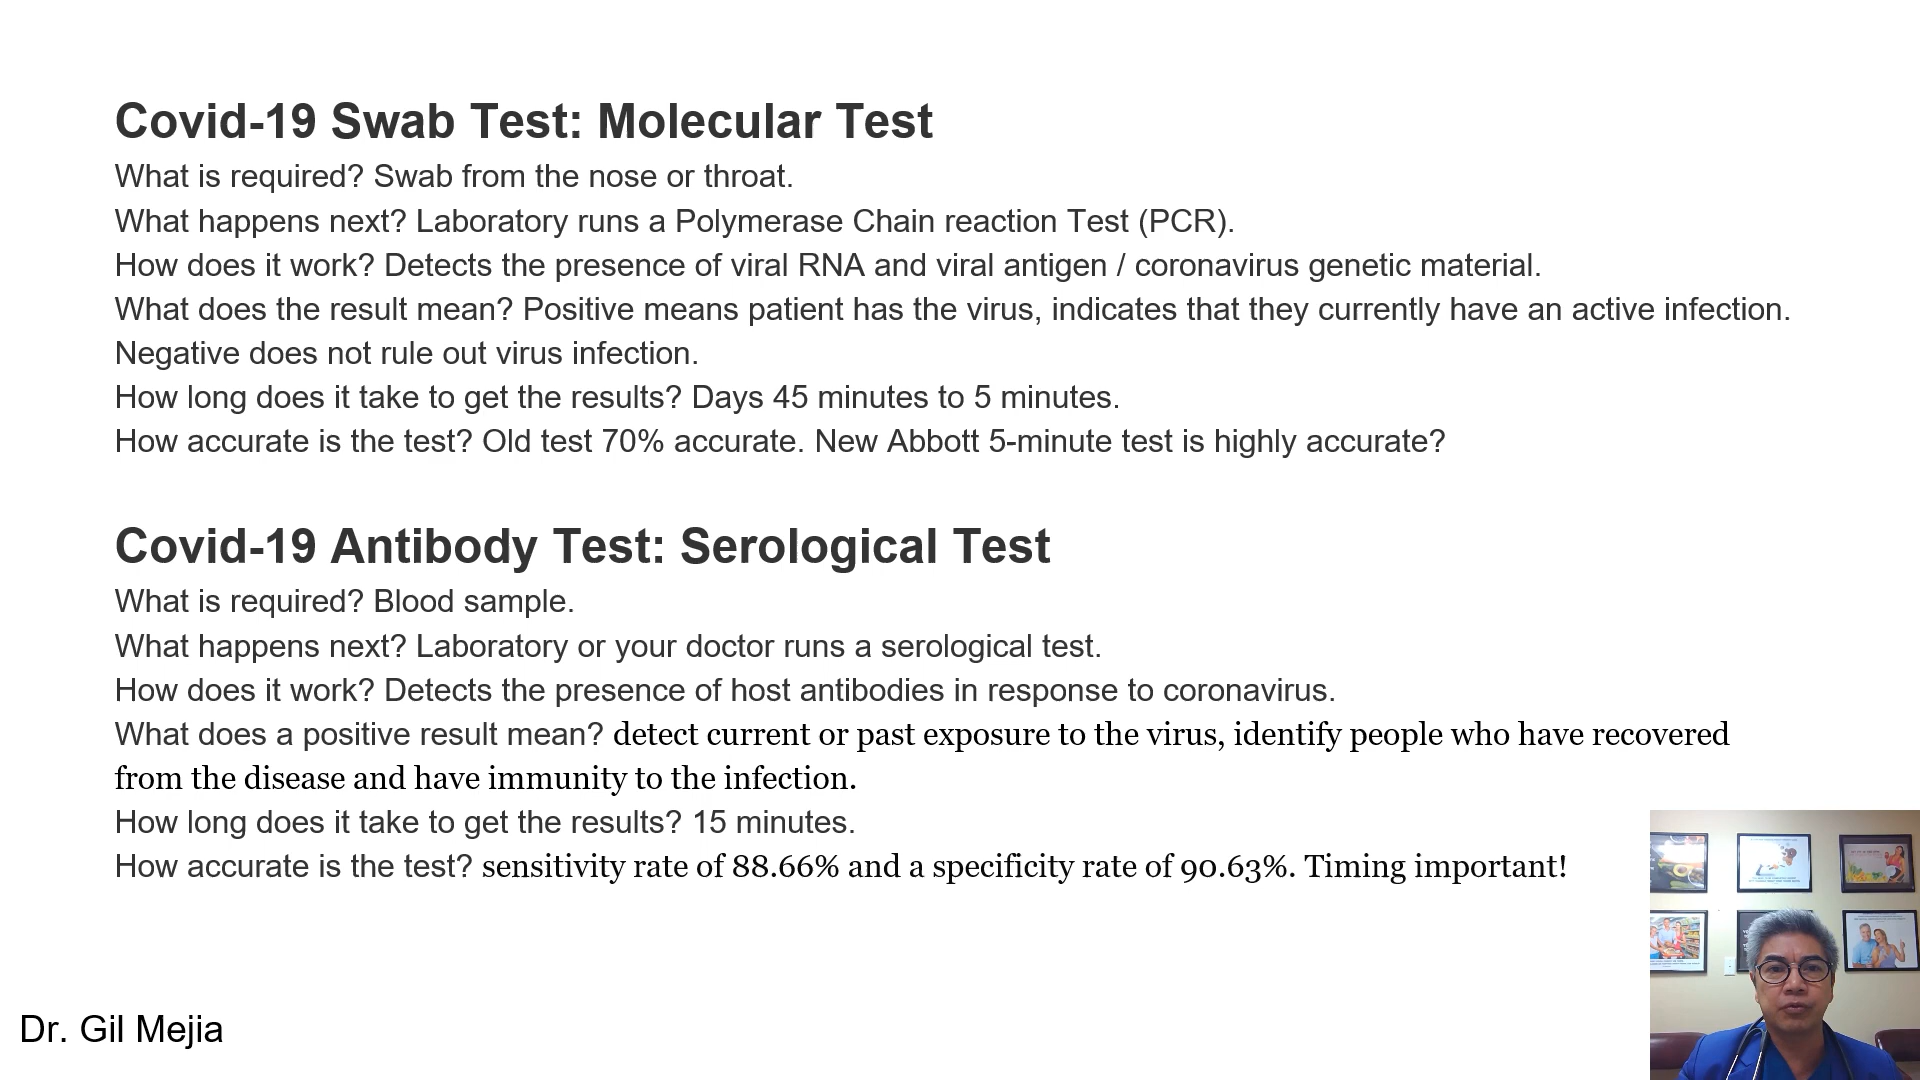 Covid-19 Swab Test: Molecular Test
What is required? Swab from the nose or throat.
What happens next? Laboratory runs a Polymerase Chain reaction Test (PCR).
How does it work? Detects the presence of viral RNA and viral antigen / coronavirus genetic material.
What does the result mean? Positive means patient has the virus, indicates that they currently have an active infection.
Negative does not rule out virus infection.
How long does it take to get the results? Days 45 minutes to 5 minutes.
How accurate is the test? Old test 70% accurate. New Abbott 5-minute test is highly accurate?
Covid-19 Antibody Test: Serological Test
What is required? Blood sample.
What happens next? Laboratory or your doctor runs a serological test.
How does it work? Detects the presence of host antibodies in response to coronavirus.
What does a positive result mean? detect current or past exposure to the virus, identify people who have recovered
from the disease and have immunity to the infection.
How long does it take to get the results? 15 minutes.
How accurate is the test? sensitivity rate of 88.66% and a specificity rate of 90.63%. Timing important!
Dr. Gil Mejia